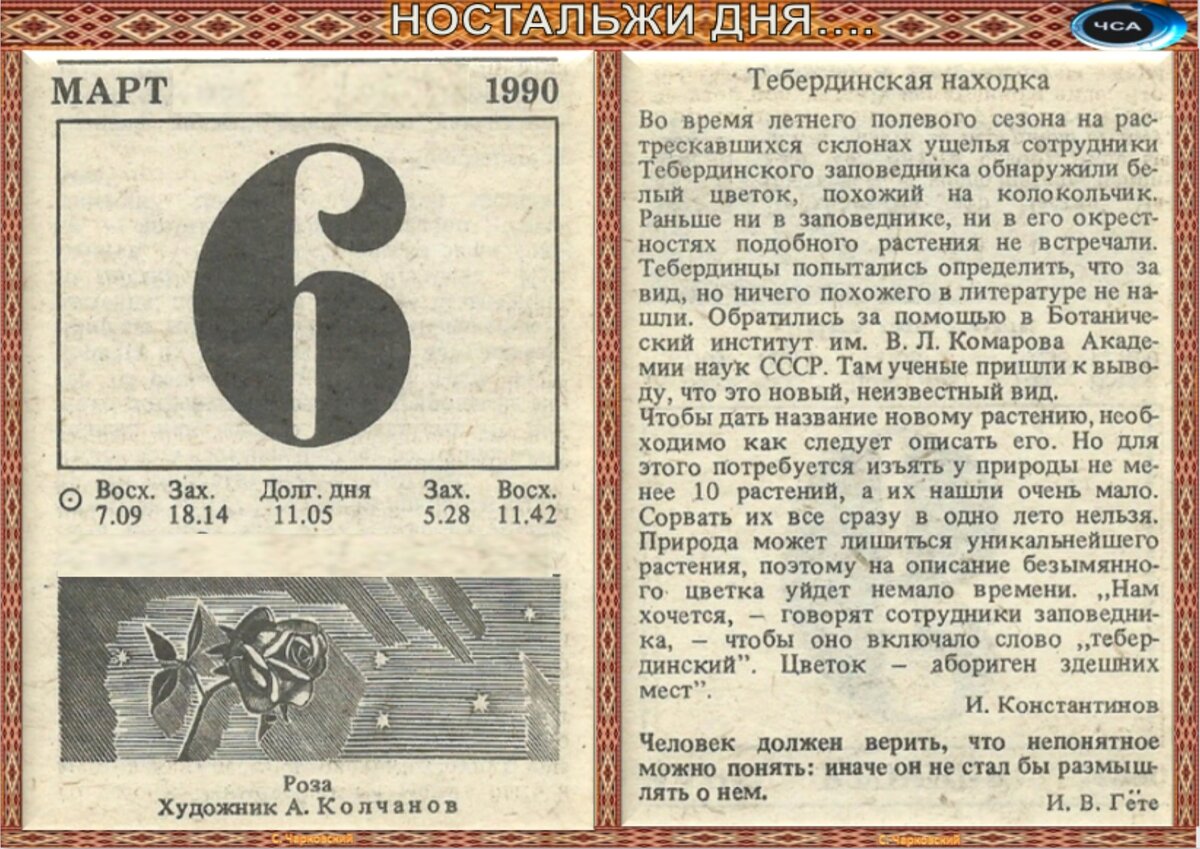 НОСТАЛЬЖИ ДНЯ....
ЧСА
МАРТ 1990
6
Восх. Зах. Долг. дня Зах. Восх.
7.09 18.14 11.05 5.28 11.42
Роза
Художник А. Колчанов
Тебердинская находка
Во время летнего полевого сезона на рас-
трескавшихся склонах ущелья сотрудники
Тебердинского заповедника обнаружили бе-
лый цветок, похожий на колокольчик.
Раньше ни в заповеднике, ни в его окрест-
ностях подобного растения не встречали.
Тебердинцы попытались определить, что за
вид, но ничего похожего в литературе не на-
шли. Обратились за помощью в Ботаниче-
ский институт им. В. Л. Комарова Акаде-
мии наук СССР. Там ученые пришли к выво-
ду, что это новый, неизвестный вид.
Чтобы дать название новому растению, необ-
ходимо как следует описать его. Но для
этого потребуется изъять у природы не ме-
нее 10 растений, а их нашли очень мало.
Сорвать их все сразу в одно лето нельзя.
Природа может лишиться уникальнейшего
растения, поэтому на описание безымянно-
го цветка уйдет немало времени. „Нам
хочется, – говорят сотрудники заповедни-
ка, – чтобы оно включало слово „тебер-
динский”. Цветок – абориген здешних
мест”.
И. Константинов
Человек должен верить, что непонятное
можно понять: иначе он не стал бы размыш-
лять о нем.
И. В. Гёте
С. Чарковский
С. Чарковский